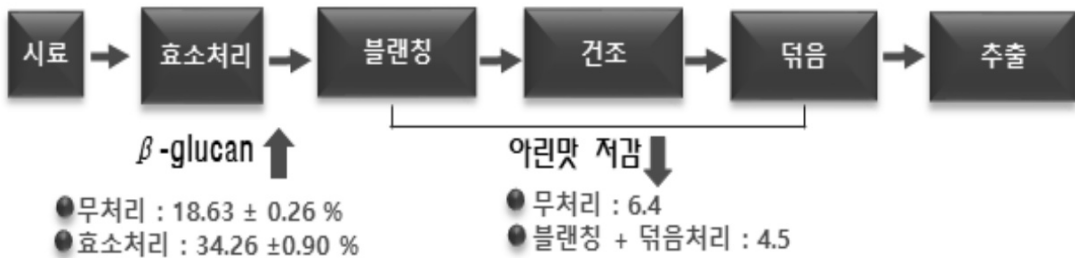 시료 효소처리 블랜칭 건조 덖음 추출
β-glucan
무처리 : 18.63 ± 0.26 %
효소처리 : 34.26 ±0.90 %
아린맛 저감
무처리 : 6.4
블랜칭 + 덖음처리 : 4.5